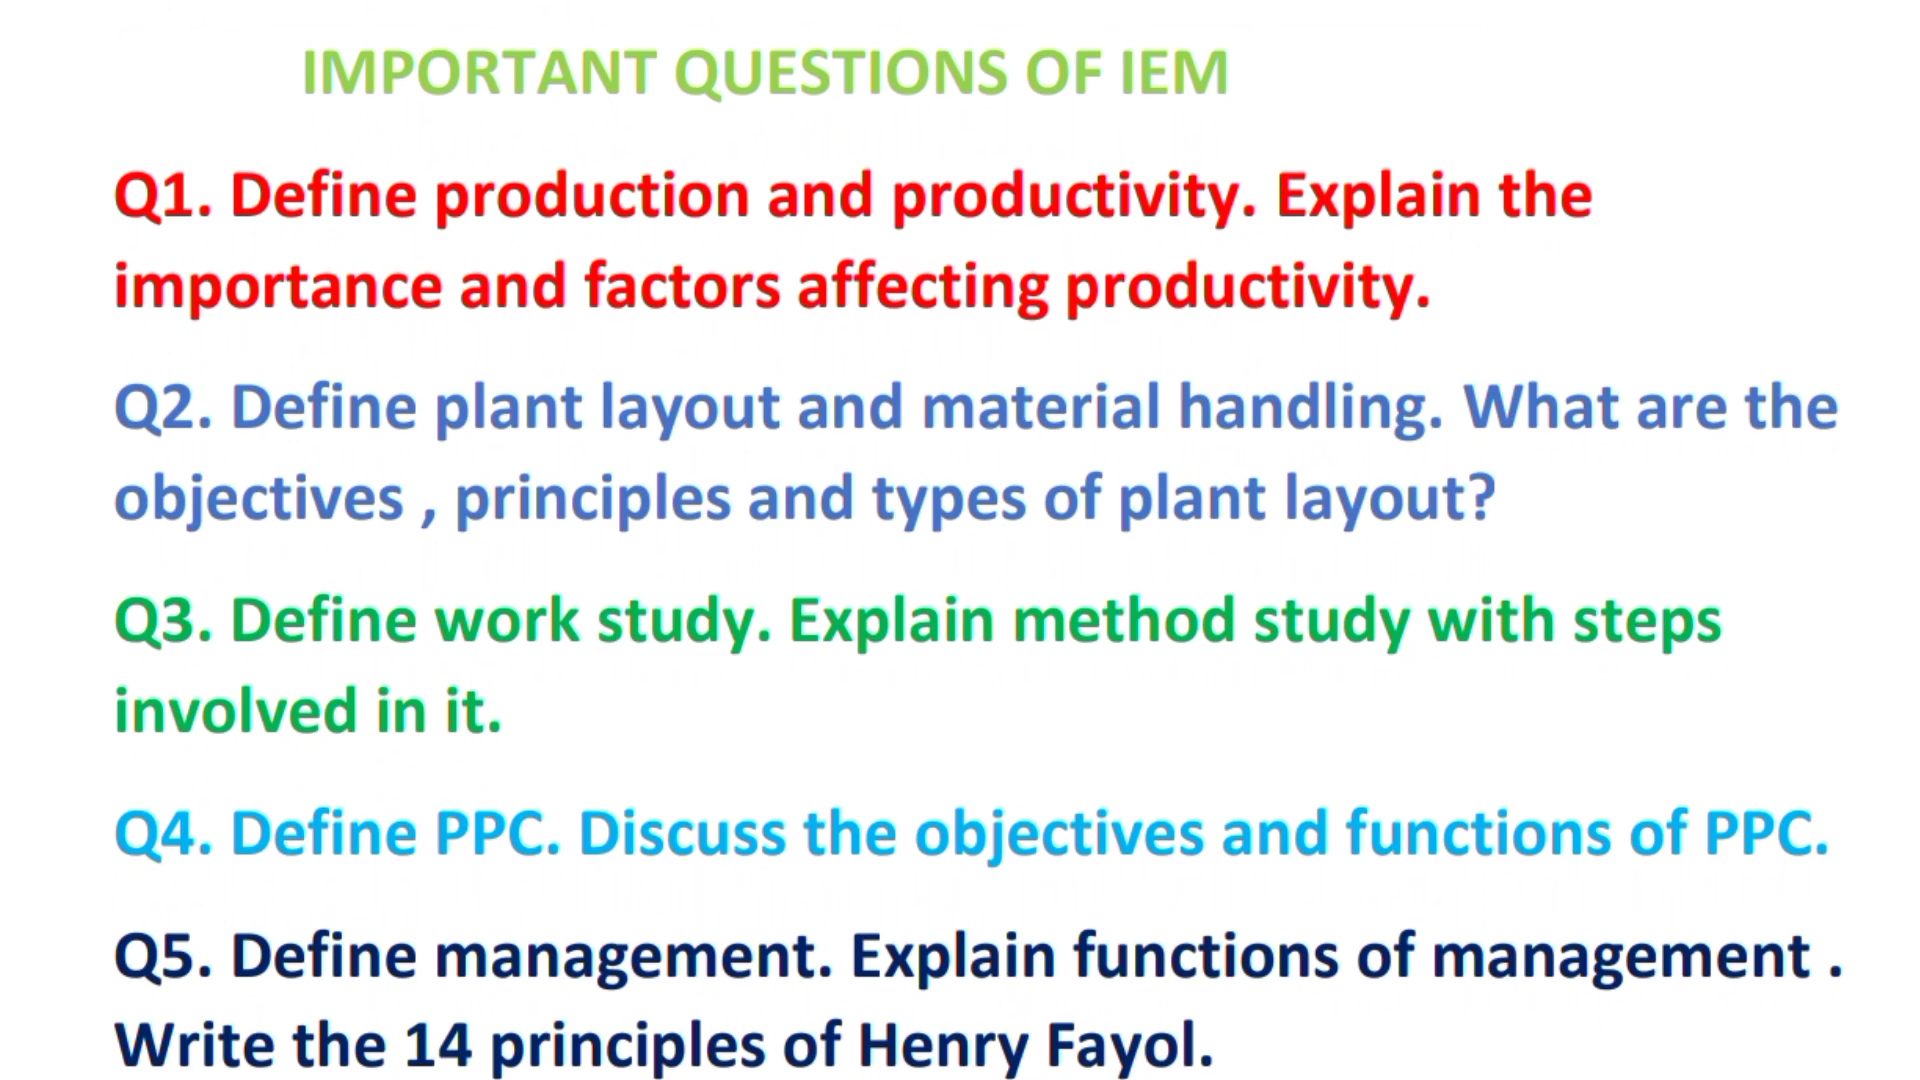 IMPORTANT QUESTIONS OF IEM
Q1. Define production and productivity. Explain the
importance and factors affecting productivity.
Q2. Define plant layout and material handling. What are the
objectives , principles and types of plant layout?
Q3. Define work study. Explain method study with steps
involved in it.
Q4. Define PPC. Discuss the objectives and functions of PPC.
Q5. Define management. Explain functions of management .
Write the 14 principles of Henry Fayol.